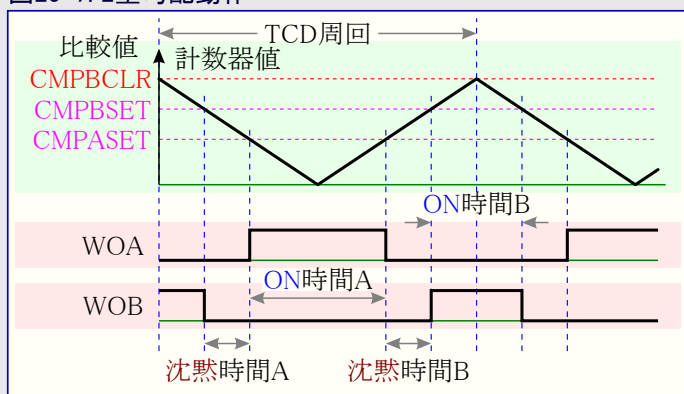 TCD周回
比較値
計数器値
CMPBCLR
CMPBSET
CMPASET
ON時間B
WOA
ON時間A
WOB
沈黙時間A
沈黙時間B